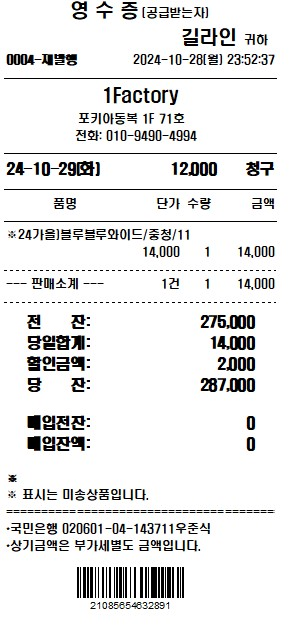 영 수 증 (공급받는자)
길라인 귀하
0004-재발행 2024-10-28(월) 23:52:37
1Factory
포키아동복 1F 71호
전화: 010-9490-4994
24-10-29(화) 12,000 청구
품명 단가 수량 금액
※24가을)블루블루와이드/중청/11
14,000 1 14,000
--- 판매소계 --- 1건 1 14,000
전 잔: 275,000
당일합계: 14,000
할인금액: 2,000
당 잔: 287,000
매입전잔: 0
매입잔액: 0
※
※ 표시는 미송상품입니다.
·국민은행 020601-04-143711우준식
·상기금액은 부가세별도 금액입니다.
21085654632891